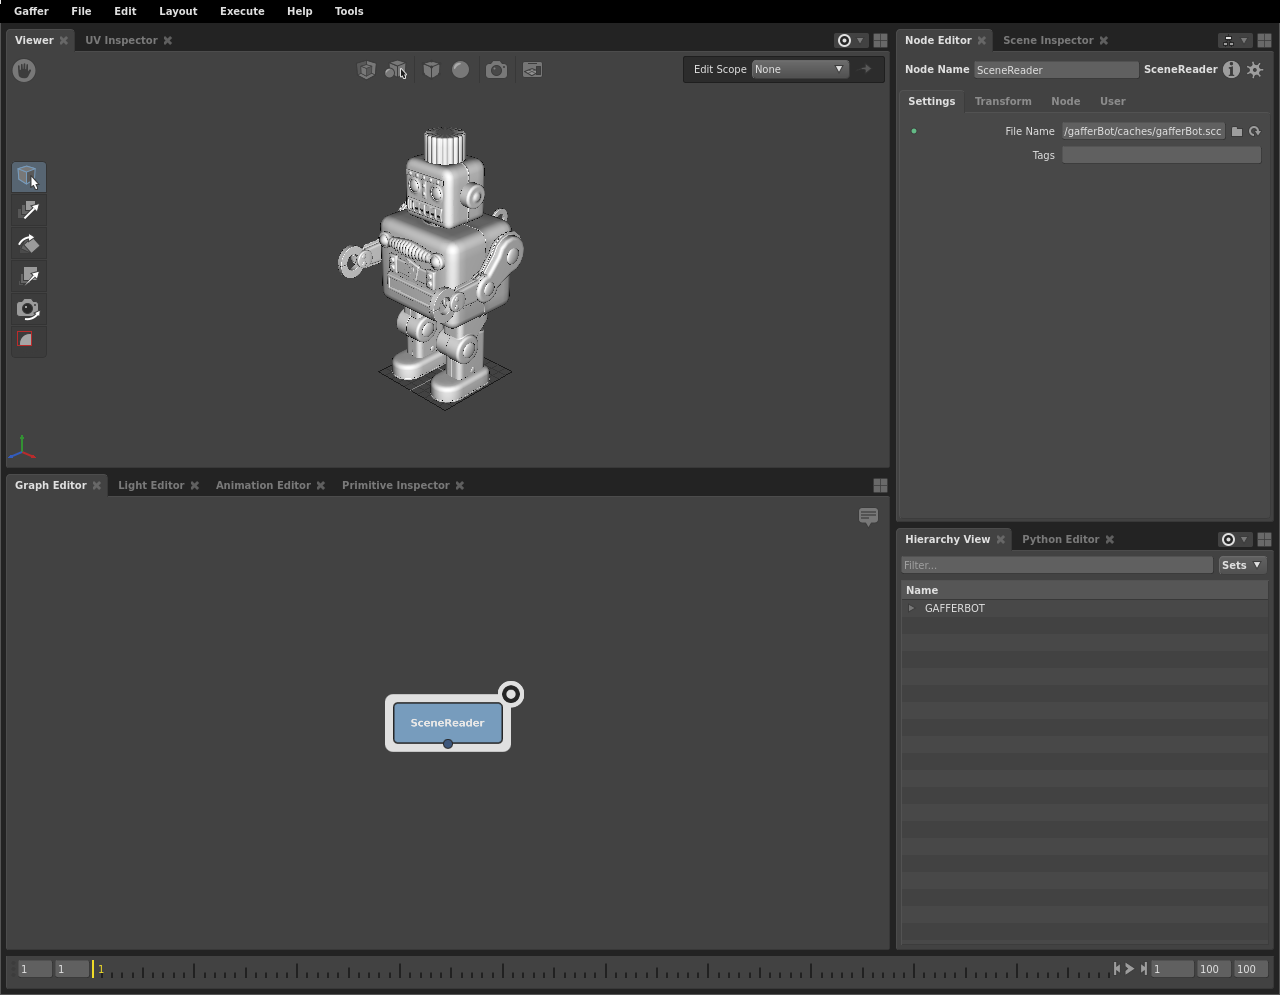 Gaffer File Edit Layout Execute Help Tools
Viewer UV Inspector
Edit Scope None
Node Editor Scene Inspector
Node Name SceneReader SceneReader
Settings Transform Node User
File Name /gafferBot/caches/gafferBot.scc
Tags
Graph Editor Light Editor Animation Editor Primitive Inspector
SceneReader
Hierarchy View Python Editor
Filter... Sets
Name
GAFFERBOT
1 1 1 1 100 100